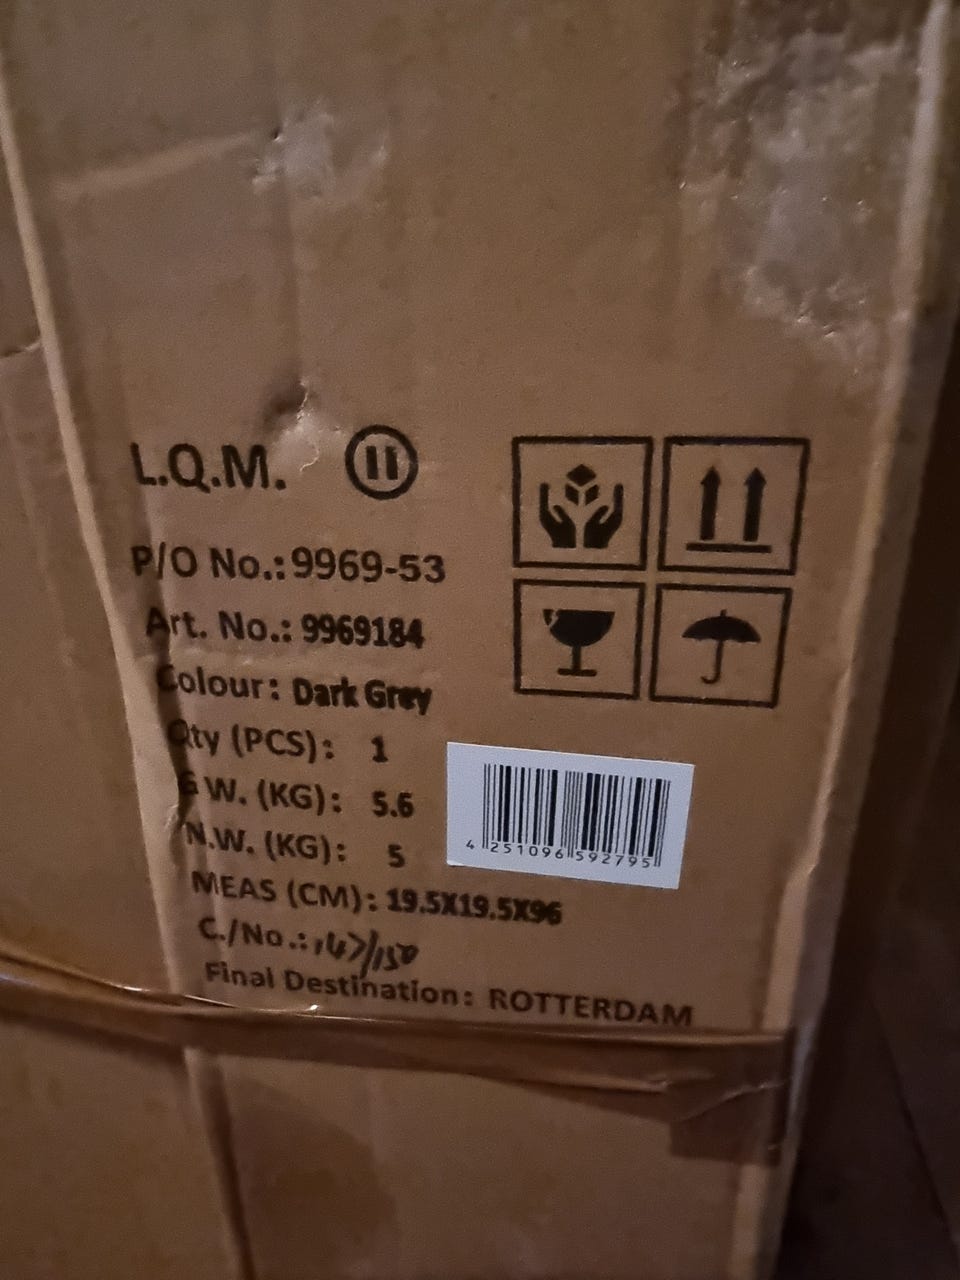 L.Q.M. 11
P/O No.:9969-53
Art. No.: 9969184
Colour: Dark Grey
Qty (PCS): 1
G W. (KG): 5.6
N.W. (KG): 5
MEAS (CM): 19.5X19.5X96
C./No.:147/150
Final Destination: ROTTERDAM
4 251096 592795